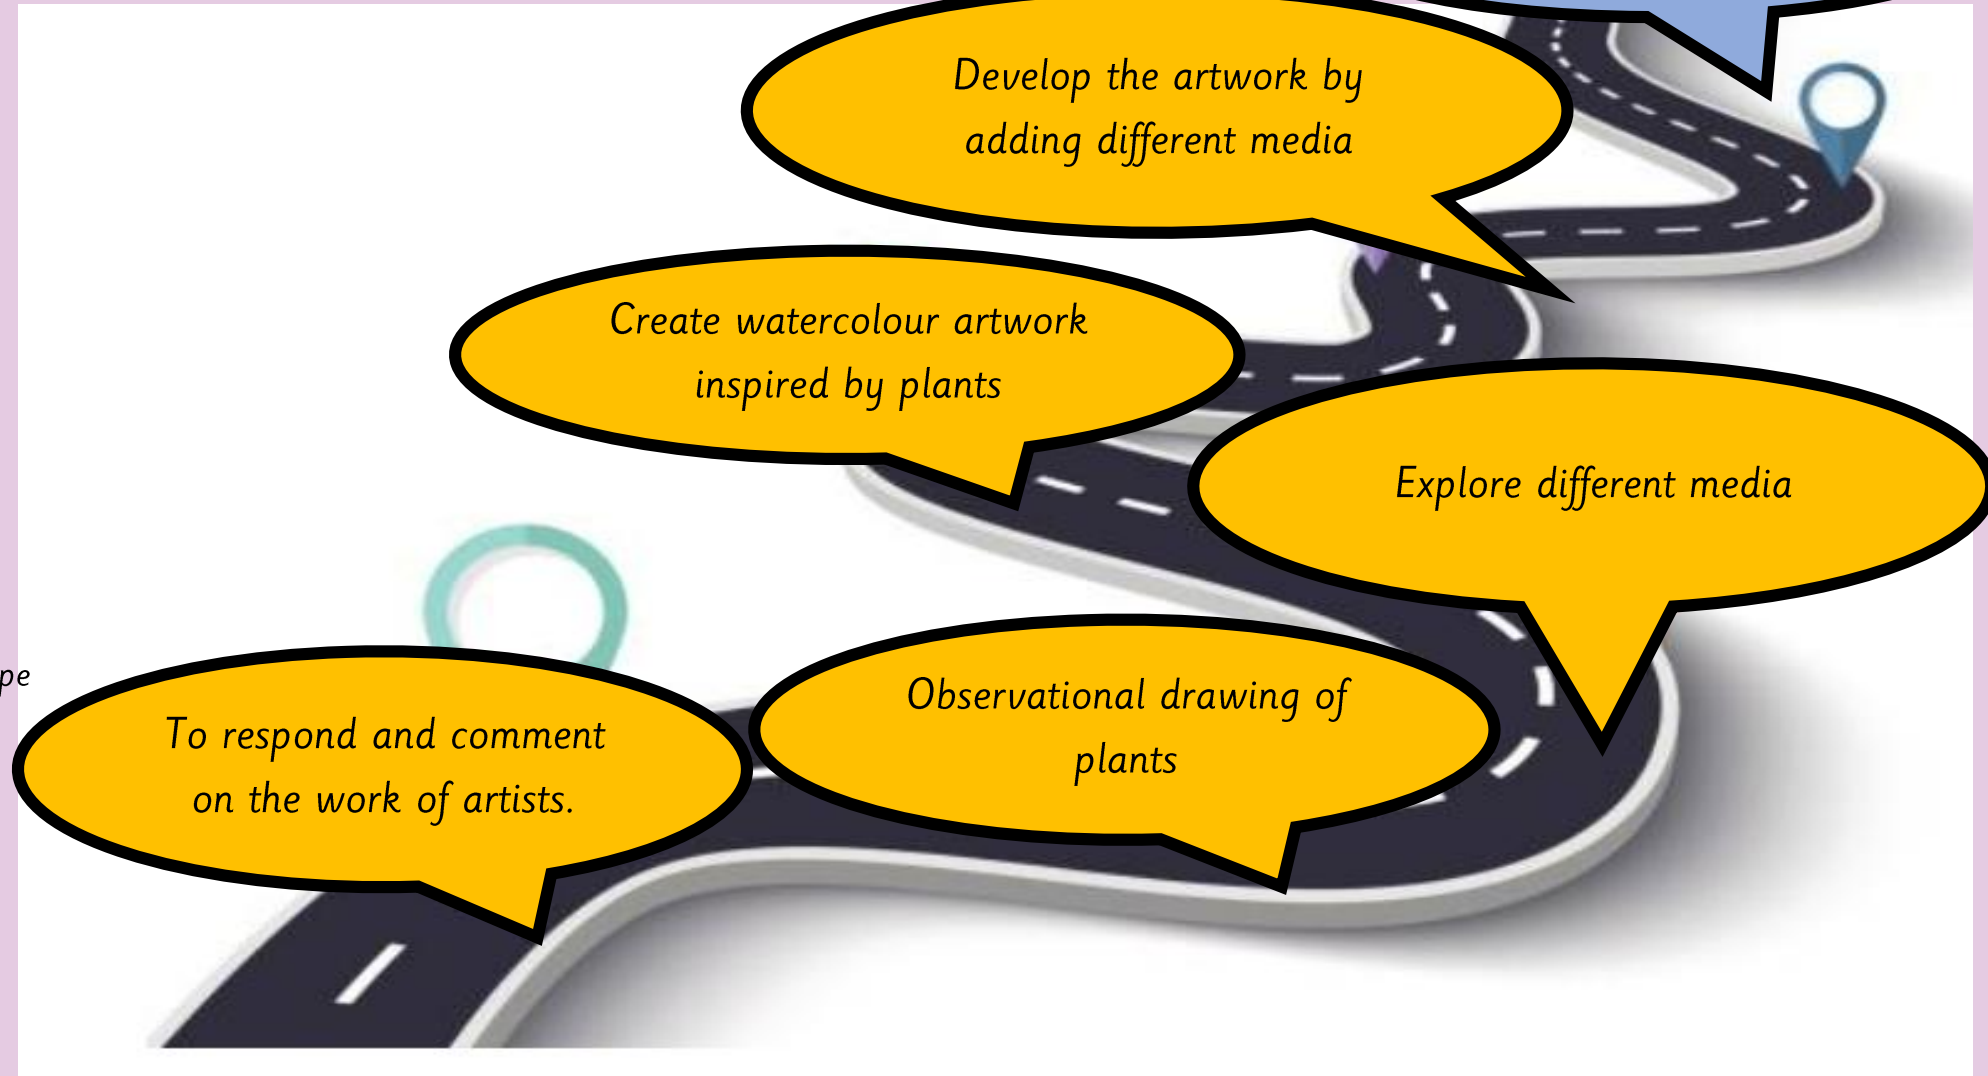 Develop the artwork by
adding different media
Create watercolour artwork
inspired by plants
Explore different media
Observational drawing of
plants
To respond and comment
on the work of artists.